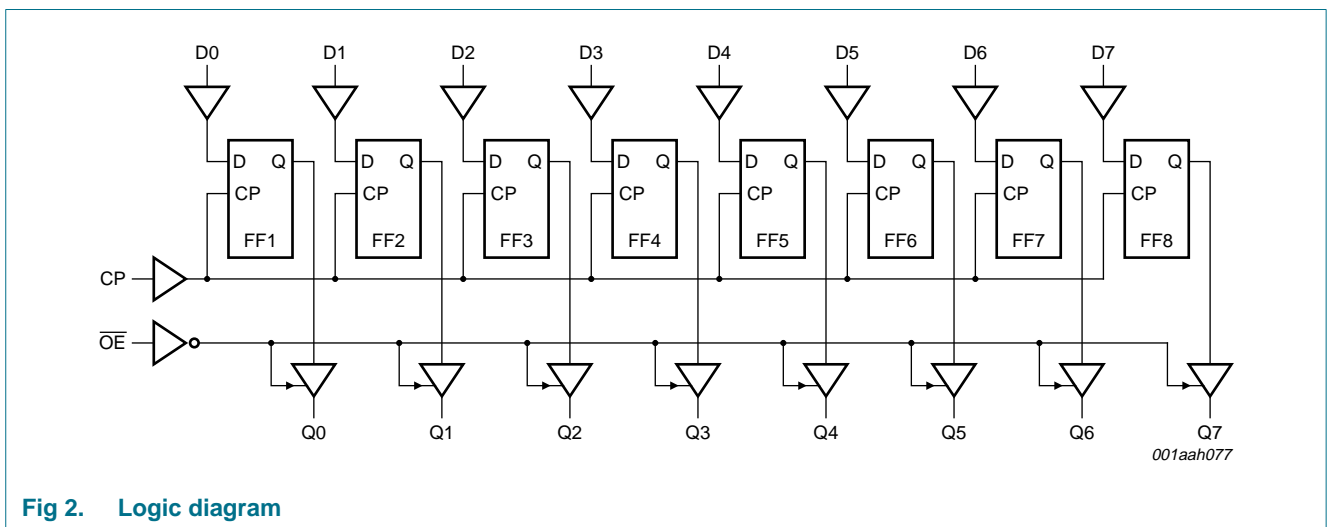 D0 D1 D2 D3 D4 D5 D6 D7
D Q D Q D Q D Q D Q D Q D Q D Q
CP CP CP CP CP CP CP CP
FF1 FF2 FF3 FF4 FF5 FF6 FF7 FF8
CP
O̅E̅
Q0 Q1 Q2 Q3 Q4 Q5 Q6 Q7
001aah077
Fig 2. Logic diagram